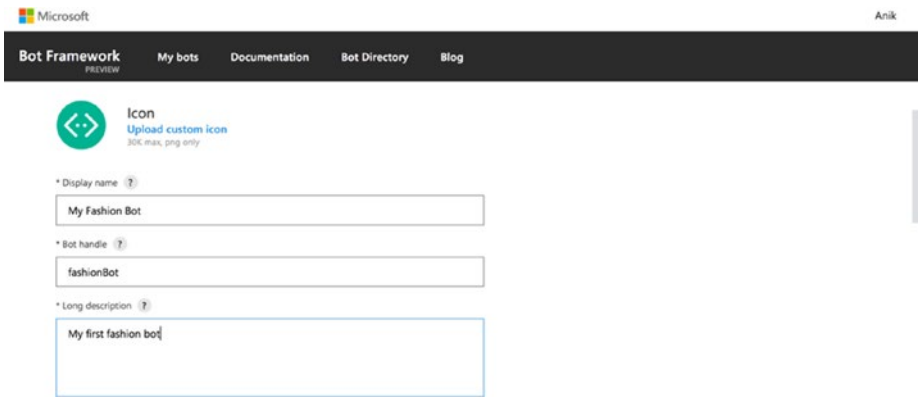 Microsoft
Anik
Bot Framework My bots Documentation Bot Directory Blog
PREVIEW
Icon
Upload custom icon
30K max, png only
* Display name ?
My Fashion Bot
* Bot handle ?
fashionBot
* Long description ?
My first fashion bot